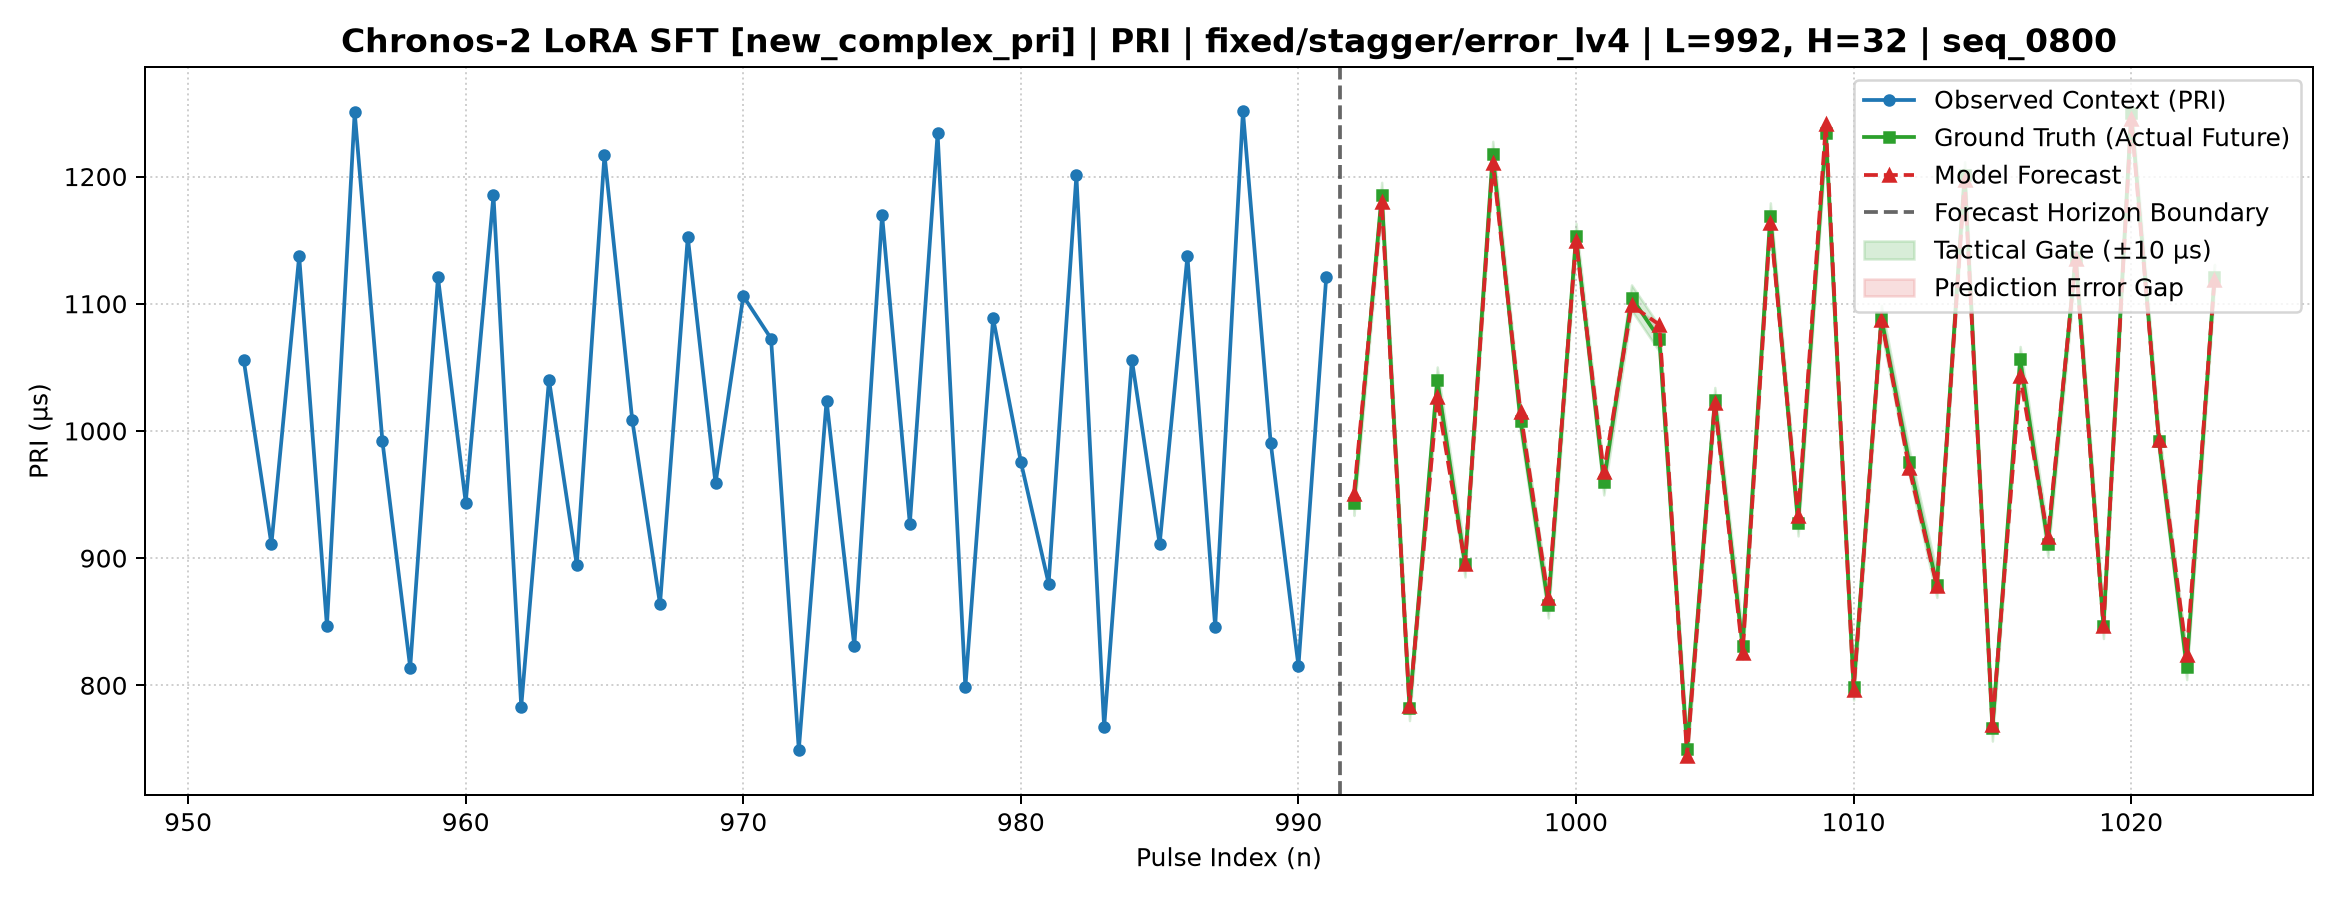 Chronos-2 LoRA SFT [new_complex_pri] | PRI | fixed/stagger/error_lv4 | L=992, H=32 | seq_0800
Observed Context (PRI)
Ground Truth (Actual Future)
Model Forecast
Forecast Horizon Boundary
Tactical Gate (±10 µs)
Prediction Error Gap
PRI (µs)
1200
1100
1000
900
800
950 960 970 980 990 1000 1010 1020
Pulse Index (n)